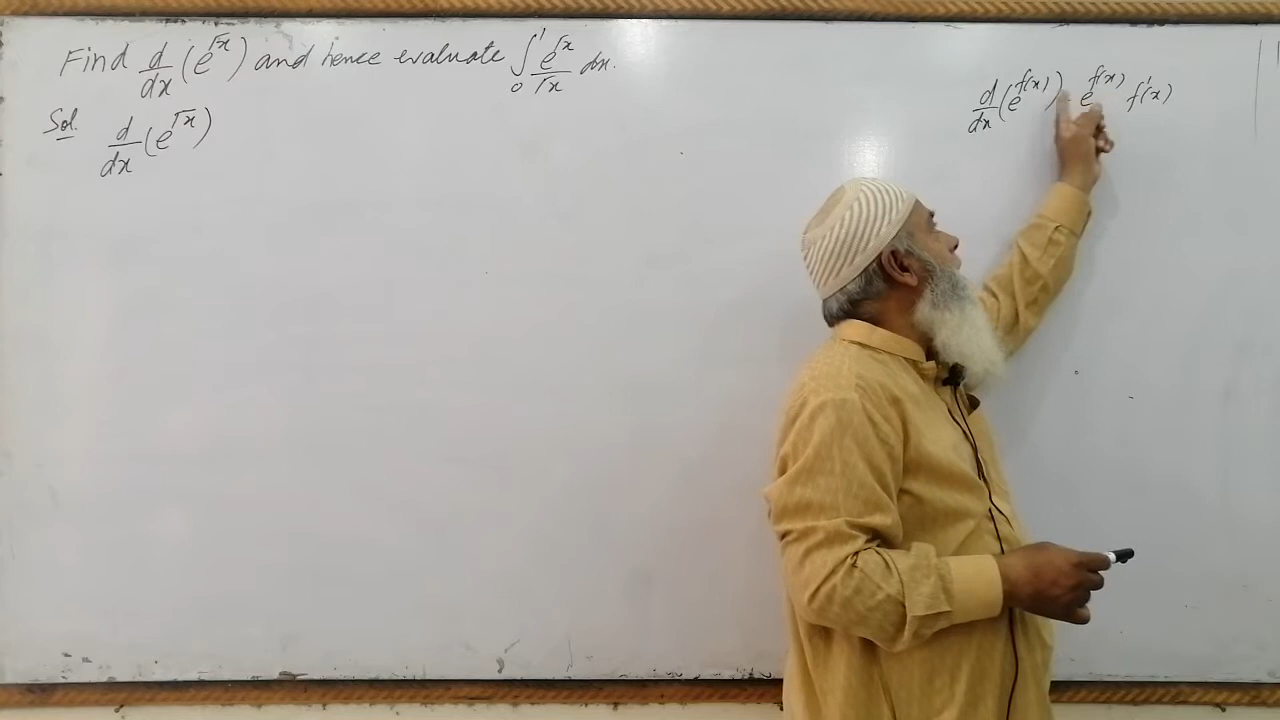 Find d/dx (e^√x) and hence evaluate ∫₀¹ e^√x/√x dx.
Sol. d/dx (e^√x)
d/dx (e^f(x)) = e^f(x) f'(x)